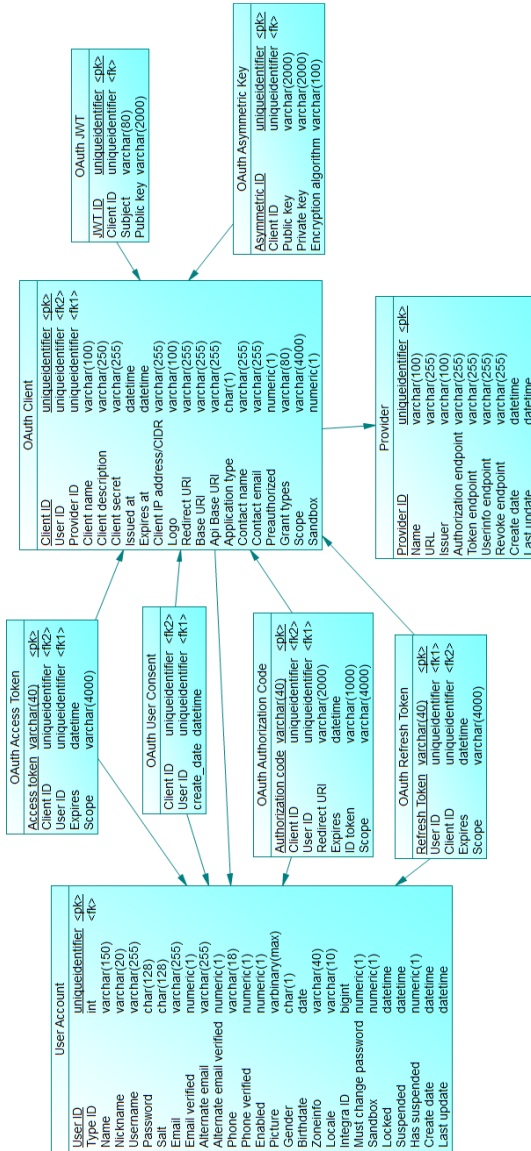 User Account
User ID uniqueidentifier <pk>
Type ID int <fk>
Name varchar(150)
Nickname varchar(20)
Username varchar(255)
Password char(128)
Salt char(128)
Email varchar(255)
Email verified numeric(1)
Alternate email varchar(255)
Alternate email verified numeric(1)
Phone varchar(18)
Phone verified numeric(1)
Enabled numeric(1)
Picture varbinary(max)
Gender char(1)
Birthdate date
Zoneinfo varchar(40)
Locale varchar(10)
Integra ID bigint
Must change password numeric(1)
Sandbox numeric(1)
Locked datetime
Suspended datetime
Has suspended numeric(1)
Create date datetime
Last update datetime
OAuth Access Token
Access token varchar(40) <pk>
Client ID uniqueidentifier <fk2>
User ID uniqueidentifier <fk1>
Expires datetime
Scope varchar(4000)
OAuth User Consent
Client ID uniqueidentifier <fk2>
User ID uniqueidentifier <fk1>
create_date datetime
OAuth Authorization Code
Authorization code varchar(40) <pk>
Client ID uniqueidentifier <fk2>
User ID uniqueidentifier <fk1>
Redirect URI varchar(2000)
Expires datetime
ID token varchar(1000)
Scope varchar(4000)
OAuth Refresh Token
Refresh Token varchar(40) <pk>
User ID uniqueidentifier <fk1>
Client ID uniqueidentifier <fk2>
Expires datetime
Scope varchar(4000)
OAuth Client
Client ID uniqueidentifier <pk>
User ID uniqueidentifier <fk2>
Provider ID uniqueidentifier <fk1>
Client name varchar(100)
Client description varchar(250)
Client secret varchar(255)
Issued at datetime
Expires at datetime
Client IP address/CIDR varchar(255)
Logo varchar(100)
Redirect URI varchar(255)
Base URI varchar(255)
Api Base URI varchar(255)
Application type char(1)
Contact name varchar(255)
Contact email varchar(255)
Preauthorized numeric(1)
Grant types varchar(80)
Scope varchar(4000)
Sandbox numeric(1)
Provider
Provider ID uniqueidentifier <pk>
Name varchar(100)
URL varchar(255)
Issuer varchar(100)
Authorization endpoint varchar(255)
Token endpoint varchar(255)
Userinfo endpoint varchar(255)
Revoke endpoint varchar(255)
Create date datetime
Last update datetime
OAuth JWT
JWT ID uniqueidentifier <pk>
Client ID uniqueidentifier <fk>
Subject varchar(80)
Public key varchar(2000)
OAuth Asymmetric Key
Asymmetric ID uniqueidentifier <pk>
Client ID uniqueidentifier <fk>
Public key varchar(2000)
Private key varchar(2000)
Encryption algorithm varchar(100)